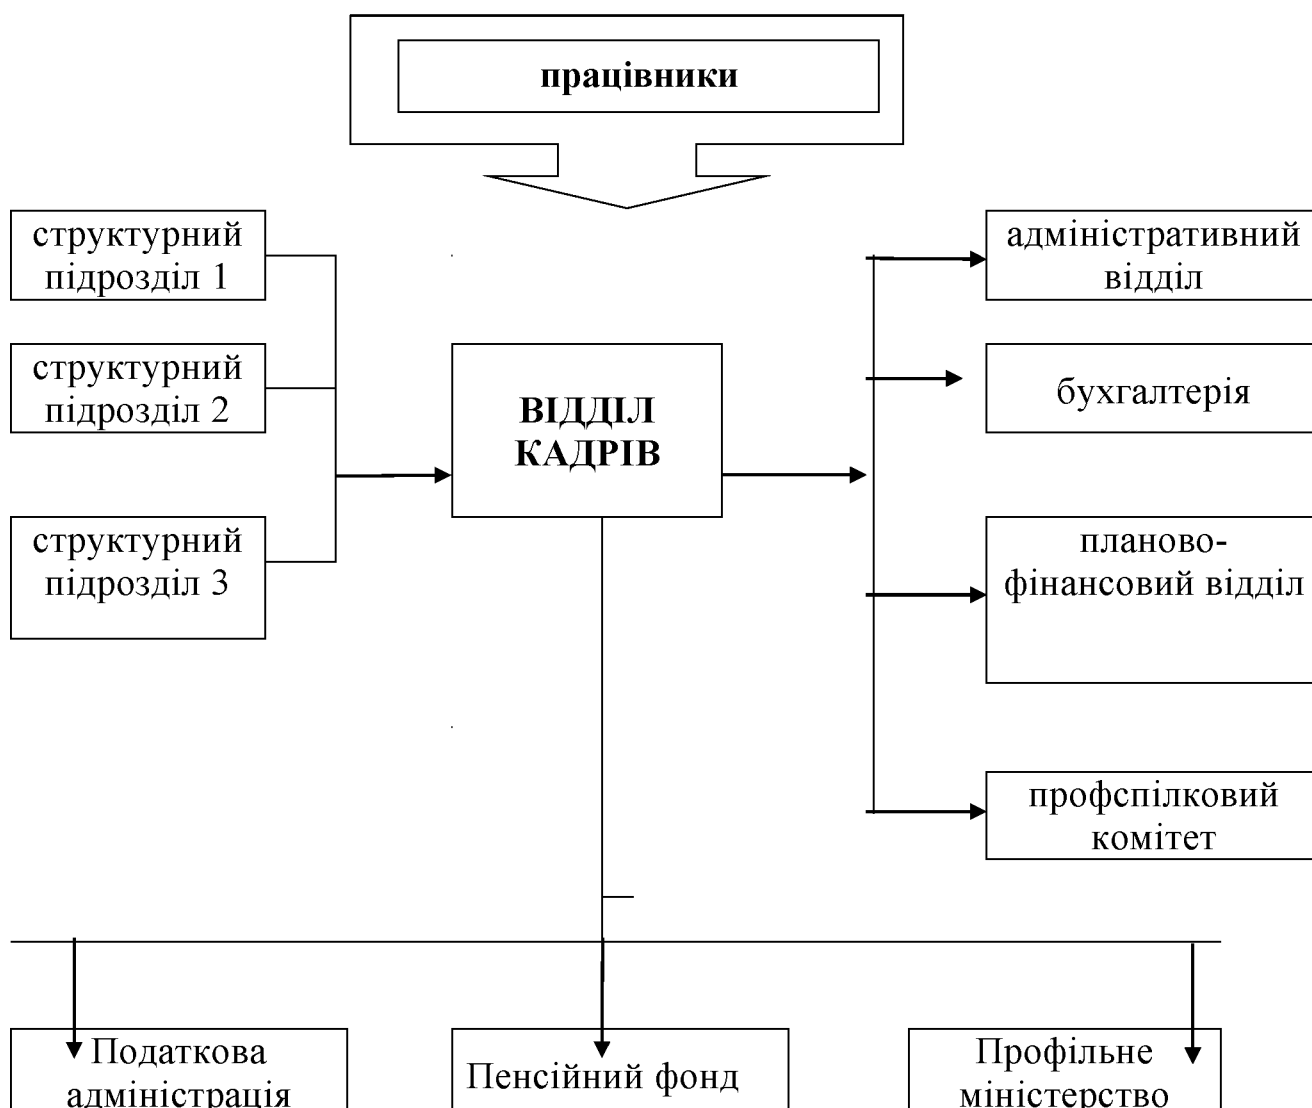 працівники
структурний
підрозділ 1
структурний
підрозділ 2
структурний
підрозділ 3
ВІДДІЛ
КАДРІВ
адміністративний
відділ
бухгалтерія
планово-
фінансовий відділ
профспілковий
комітет
Податкова
адміністрація
Пенсійний фонд
Профільне
міністерство